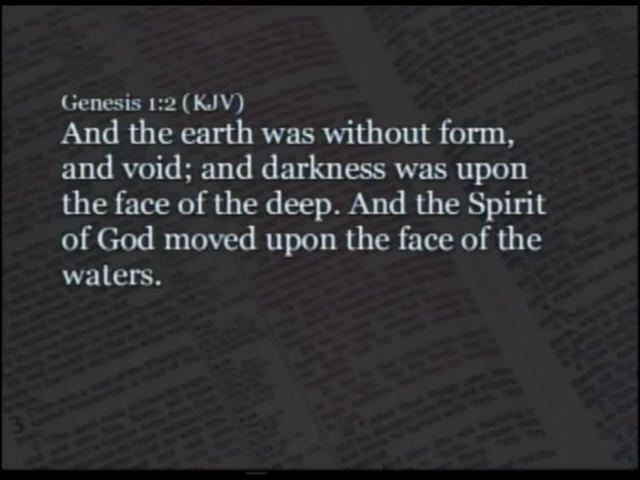 Genesis 1:2 (KJV)
And the earth was without form,
and void; and darkness was upon
the face of the deep. And the Spirit
of God moved upon the face of the
waters.